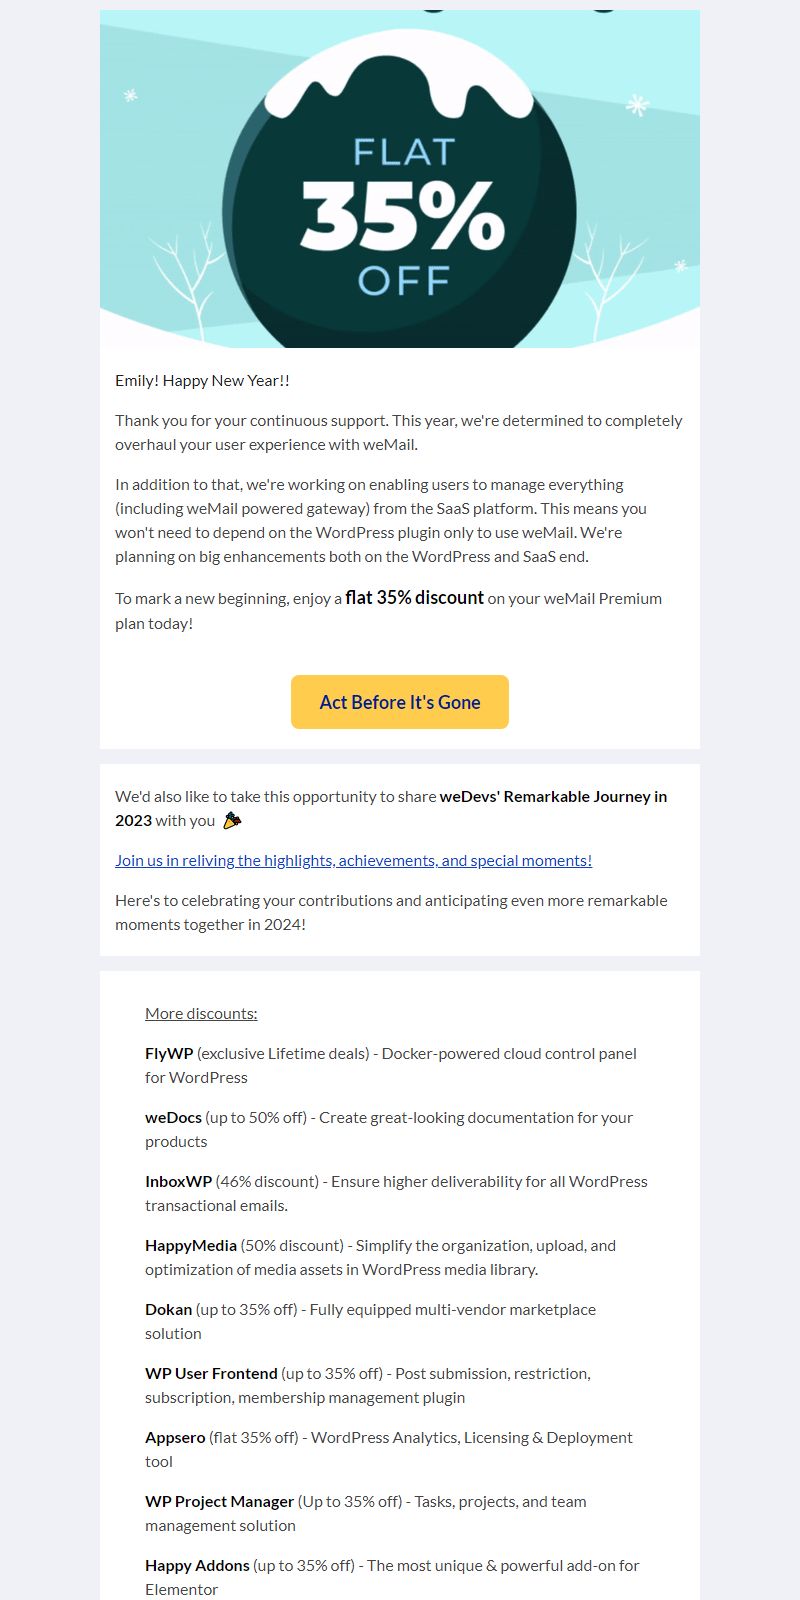 FLAT
35%
OFF
Emily! Happy New Year!!
Thank you for your continuous support. This year, we're determined to completely
overhaul your user experience with weMail.
In addition to that, we're working on enabling users to manage everything
(including weMail powered gateway) from the SaaS platform. This means you
won't need to depend on the WordPress plugin only to use weMail. We're
planning on big enhancements both on the WordPress and SaaS end.
To mark a new beginning, enjoy a flat 35% discount on your weMail Premium
plan today!
Act Before It's Gone
We'd also like to take this opportunity to share weDevs' Remarkable Journey in
2023 with you 🎉
Join us in reliving the highlights, achievements, and special moments!
Here's to celebrating your contributions and anticipating even more remarkable
moments together in 2024!
More discounts:
FlyWP (exclusive Lifetime deals) - Docker-powered cloud control panel
for WordPress
weDocs (up to 50% off) - Create great-looking documentation for your
products
InboxWP (46% discount) - Ensure higher deliverability for all WordPress
transactional emails.
HappyMedia (50% discount) - Simplify the organization, upload, and
optimization of media assets in WordPress media library.
Dokan (up to 35% off) - Fully equipped multi-vendor marketplace
solution
WP User Frontend (up to 35% off) - Post submission, restriction,
subscription, membership management plugin
Appsero (flat 35% off) - WordPress Analytics, Licensing & Deployment
tool
WP Project Manager (Up to 35% off) - Tasks, projects, and team
management solution
Happy Addons (up to 35% off) - The most unique & powerful add-on for
Elementor